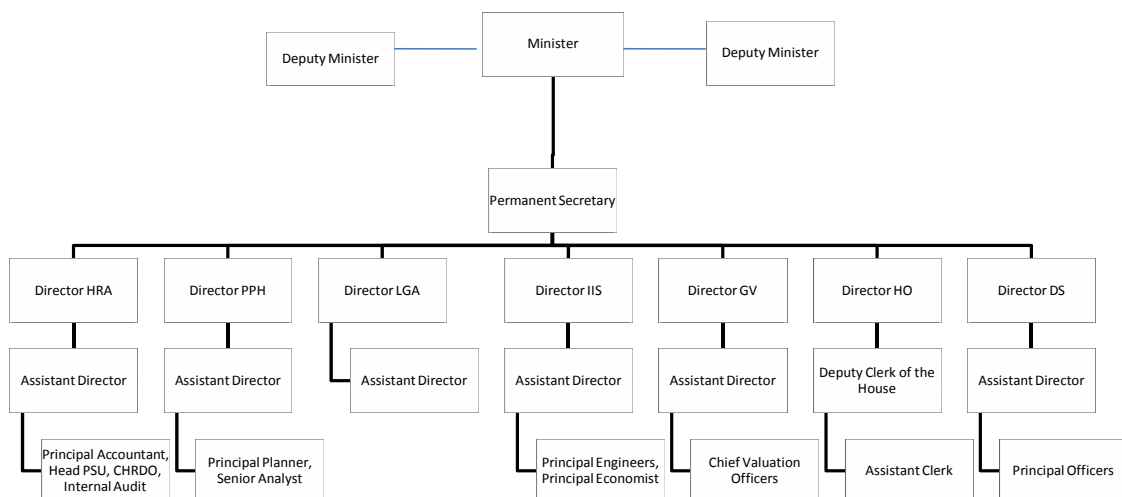 Minister
Deputy Minister
Deputy Minister
Permanent Secretary
Director HRA
Director PPH
Director LGA
Director IIS
Director GV
Director HO
Director DS
Assistant Director
Assistant Director
Assistant Director
Assistant Director
Assistant Director
Deputy Clerk of the
House
Assistant Director
Principal Accountant,
Head PSU, CHRDO,
Internal Audit
Principal Planner,
Senior Analyst
Principal Engineers,
Principal Economist
Chief Valuation
Officers
Assistant Clerk
Principal Officers